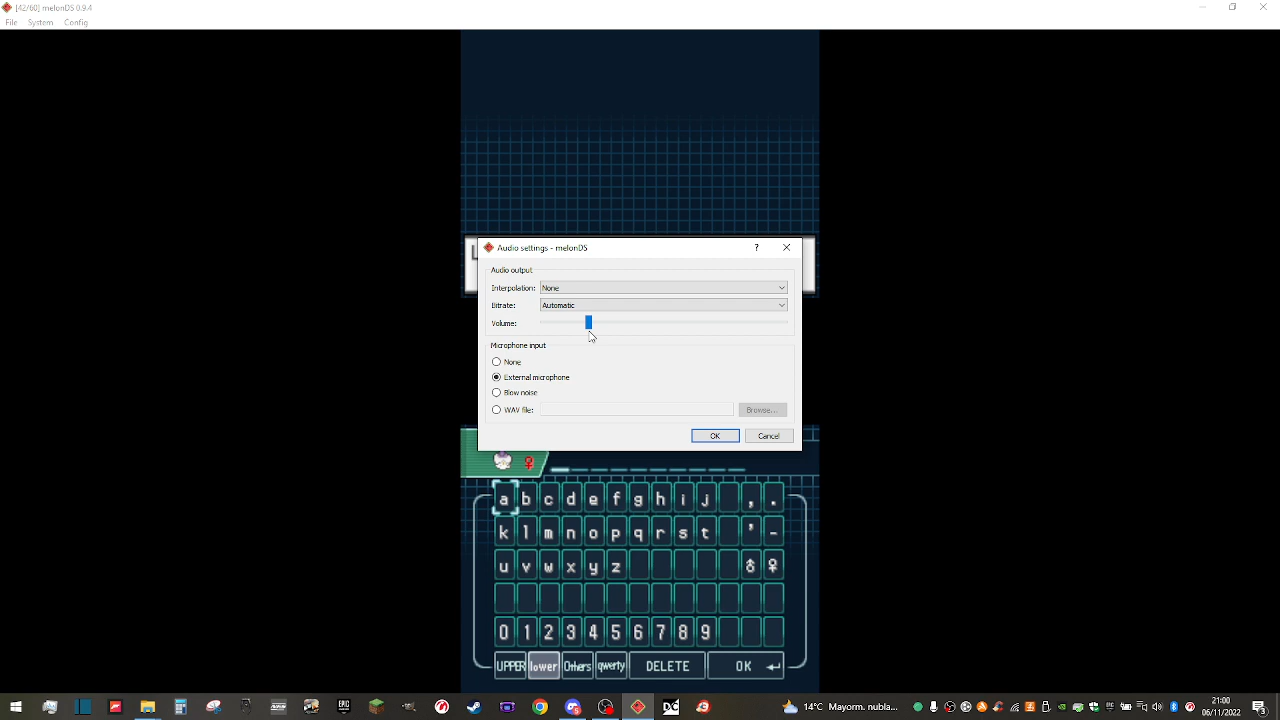 [42/60] melonDS 0.9.4
File System Config
Audio settings - melonDS
?
Audio output
Interpolation: None
Bitrate: Automatic
Volume:
Microphone input
None
External microphone
Blow noise
WAV file: Browse...
OK Cancel
♀
a b c d e f g h i j , .
k l m n o p q r s t ' -
u v w x y z ♂ ♀
0 1 2 3 4 5 6 7 8 9
UPPER lower Others qwerty DELETE OK
EPIC
14°C Mayorm. nubla...
21:00
06/11/2022